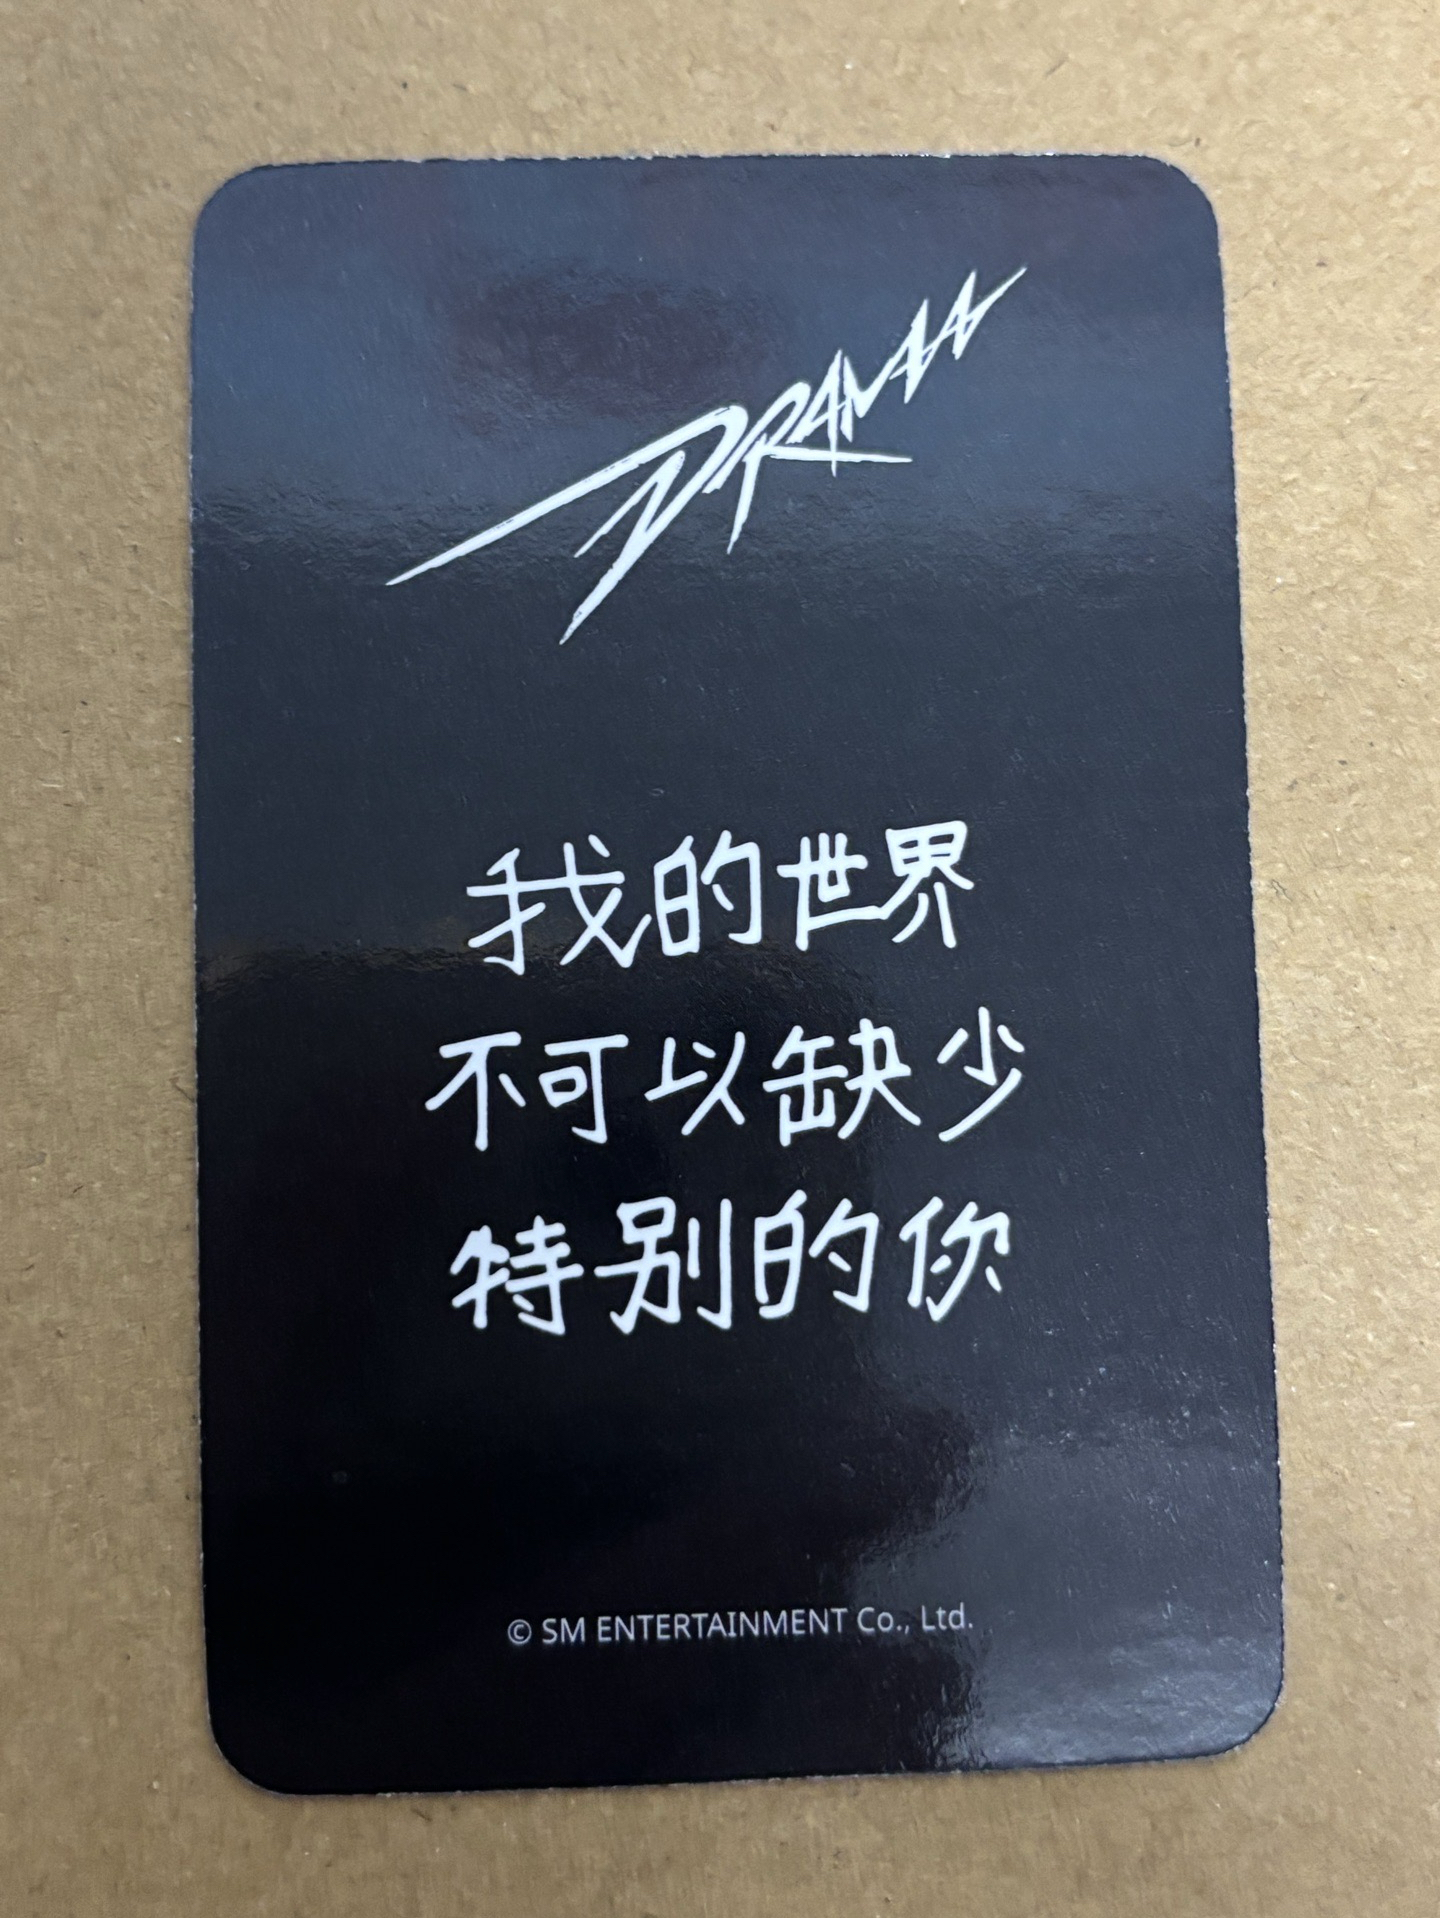 DRAMA
我的世界
不可以缺少
特别的你
© SM ENTERTAINMENT Co., Ltd.